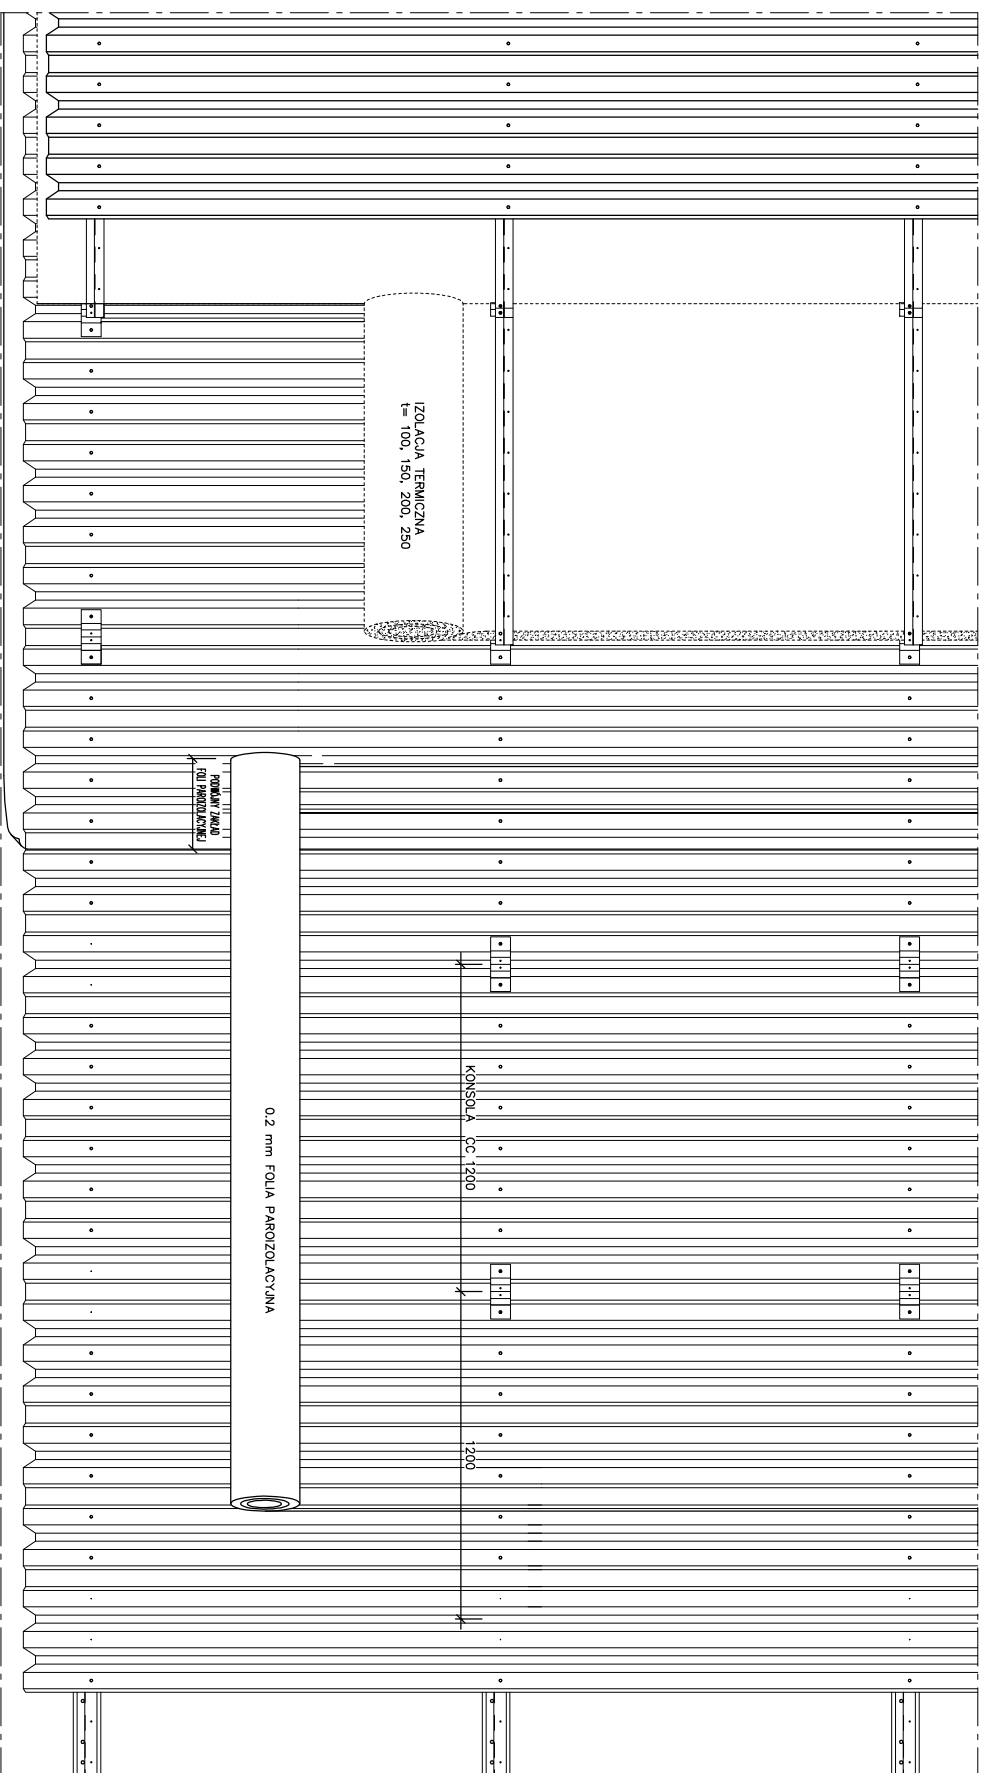 IZOLACJA TERMICZNA
t= 100, 150, 200, 250
PODWÓJNY ZAKŁAD
FOLII PAROIZOLACYJNEJ
KONSOLA CC 1200
0.2 mm FOLIA PAROIZOLACYJNA
1200